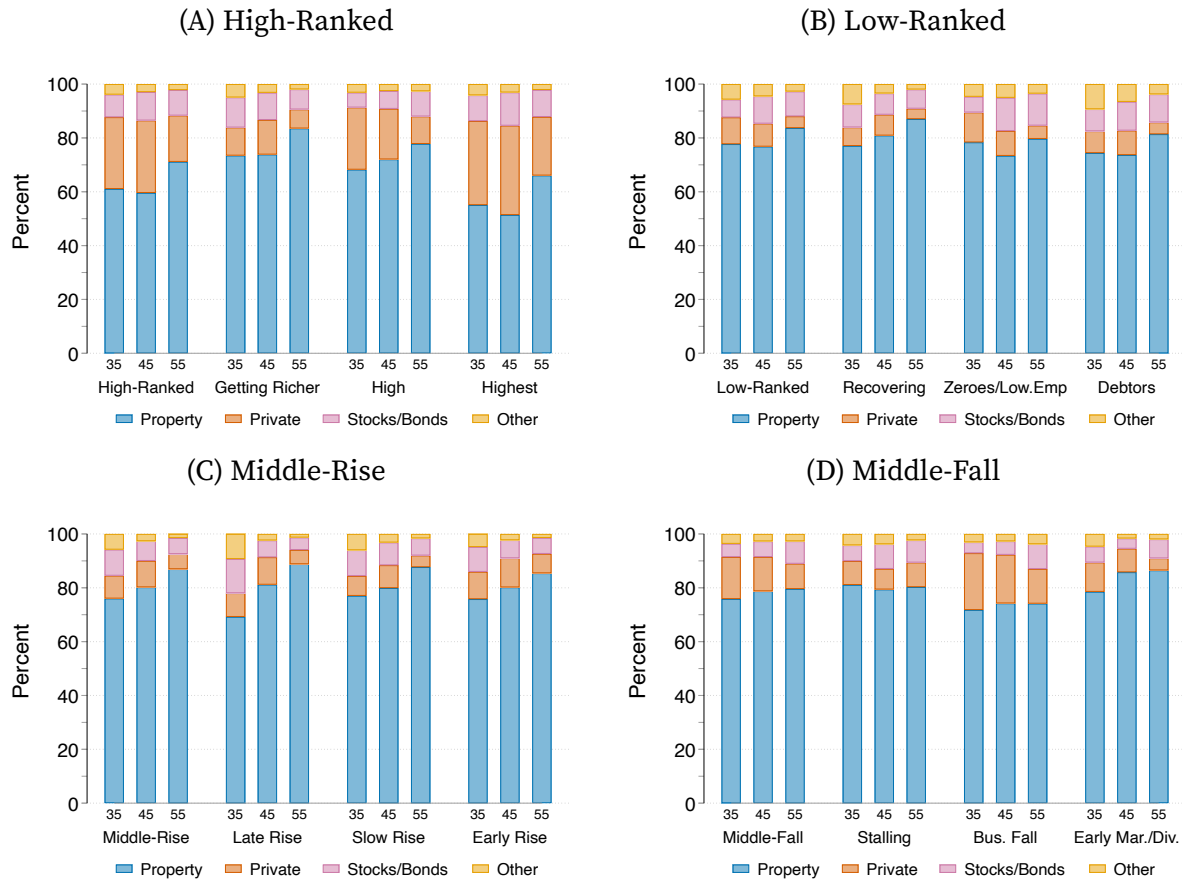 (A) High-Ranked
Percent
100
80
60
40
20
0
35 45 55 35 45 55 35 45 55 35 45 55
High-Ranked Getting Richer High Highest
Property Private Stocks/Bonds Other
(B) Low-Ranked
Percent
100
80
60
40
20
0
35 45 55 35 45 55 35 45 55 35 45 55
Low-Ranked Recovering Zeroes/Low.Emp Debtors
Property Private Stocks/Bonds Other
(C) Middle-Rise
Percent
100
80
60
40
20
0
35 45 55 35 45 55 35 45 55 35 45 55
Middle-Rise Late Rise Slow Rise Early Rise
Property Private Stocks/Bonds Other
(D) Middle-Fall
Percent
100
80
60
40
20
0
35 45 55 35 45 55 35 45 55 35 45 55
Middle-Fall Stalling Bus. Fall Early Mar./Div.
Property Private Stocks/Bonds Other